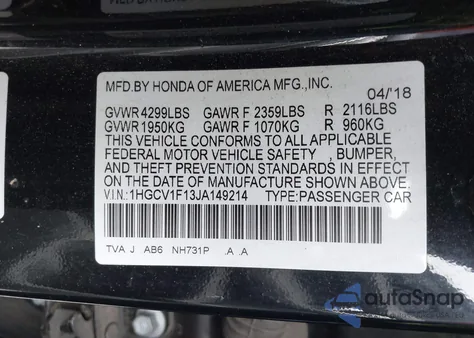 MFD.BY HONDA OF AMERICA MFG.,INC.
04/'18
GVWR 4299LBS GAWR F 2359LBS R 2116LBS
GVWR 1950KG GAWR F 1070KG R 960KG
THIS VEHICLE CONFORMS TO ALL APPLICABLE
FEDERAL MOTOR VEHICLE SAFETY , BUMPER,
AND THEFT PREVENTION STANDARDS IN EFFECT
ON THE DATE OF MANUFACTURE SHOWN ABOVE.
V.I.N.:1HGCV1F13JA149214 TYPE:PASSENGER CAR
TVA J AB6 NH731P .A .A
autoSnap